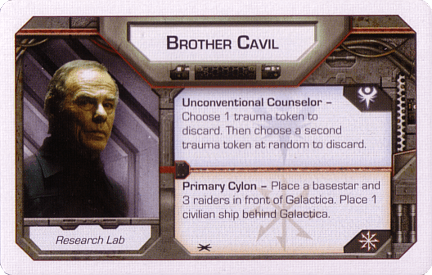 Brother Cavil
Unconventional Counselor –
Choose 1 trauma token to
discard. Then choose a second
trauma token at random to discard.
Primary Cylon – Place a basestar and
3 raiders in front of Galactica. Place 1
civilian ship behind Galactica.
Research Lab